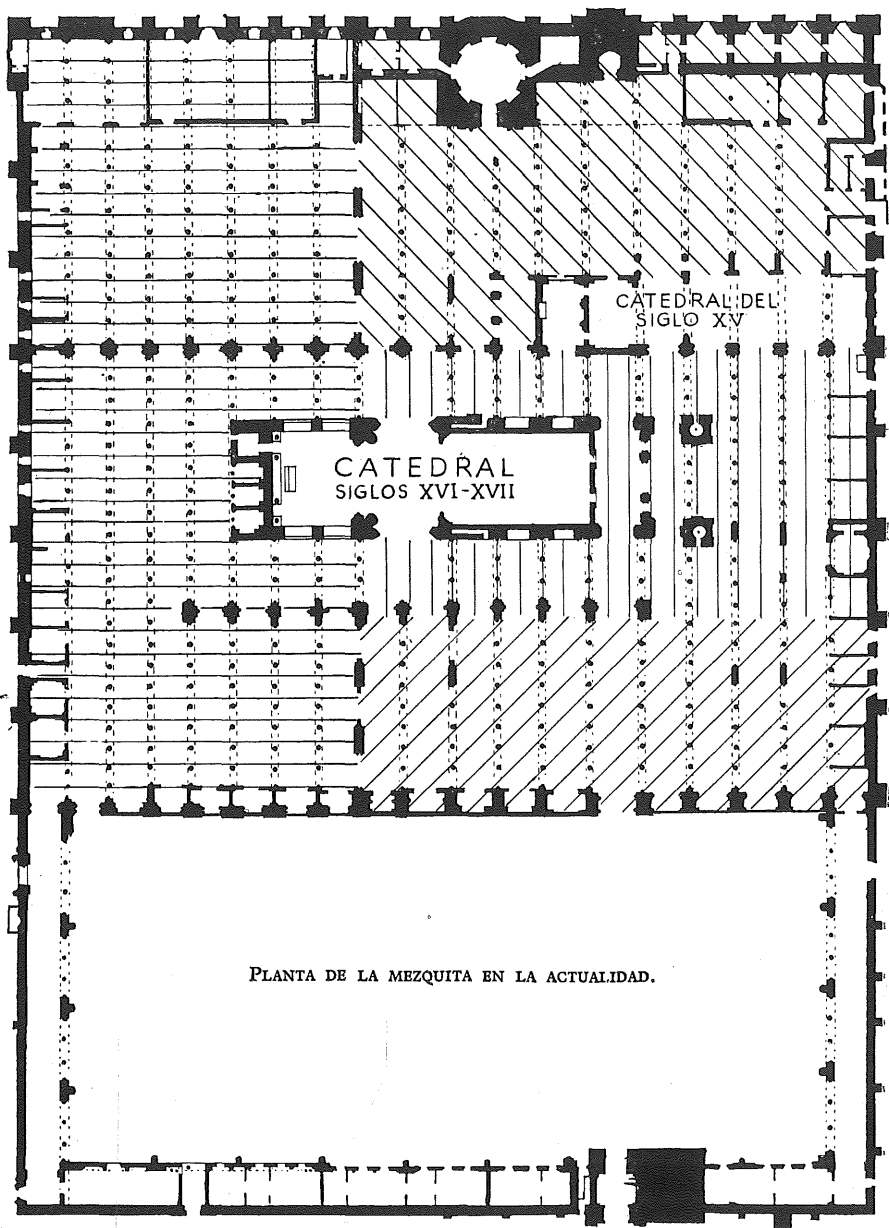 CATEDRAL DEL
SIGLO XV
CATEDRAL
SIGLOS XVI-XVII
PLANTA DE LA MEZQUITA EN LA ACTUALIDAD.